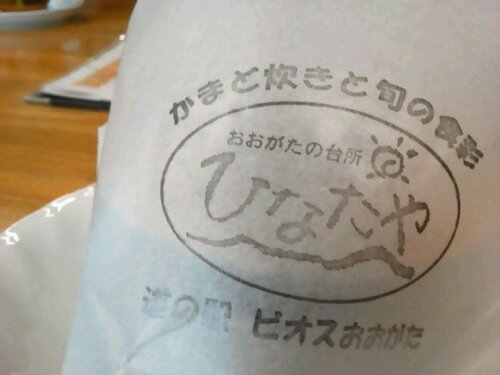 かまど炊きと旬の食彩
おおがたの台所
ひなたや
道の駅 ビオスおおがた